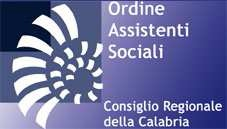 Ordine
Assistenti
Sociali
Consiglio Regionale
della Calabria